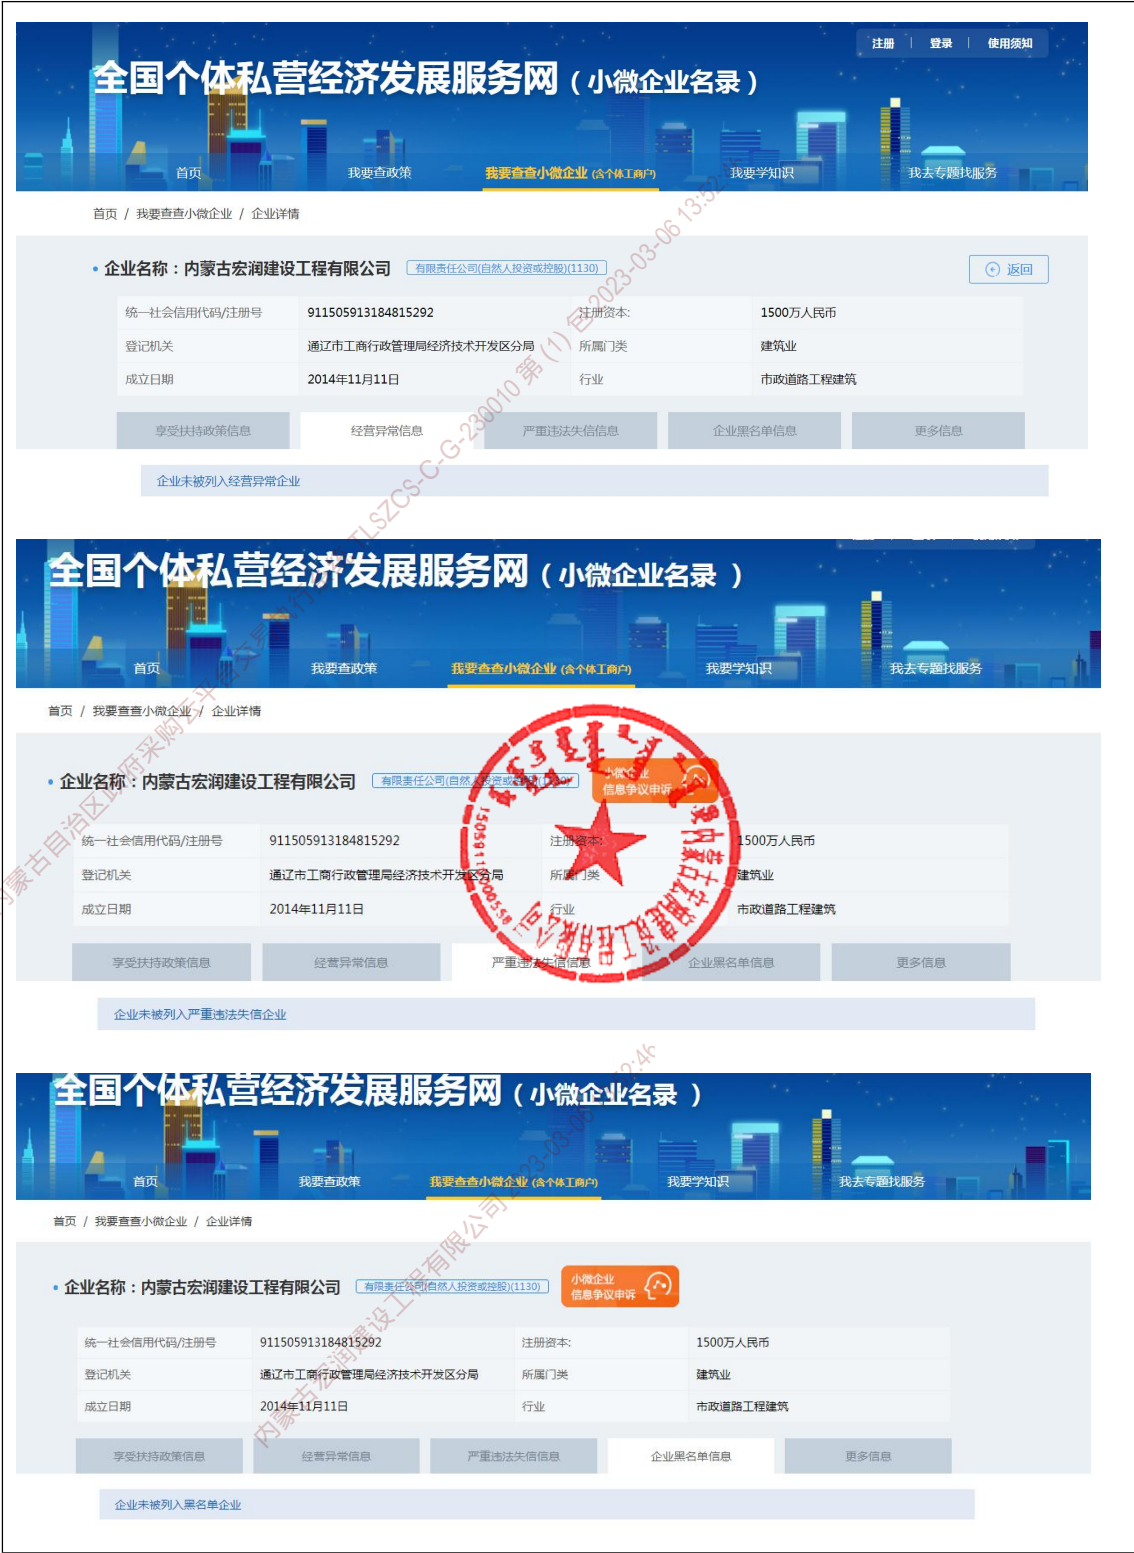 注册 | 登录 | 使用须知
全国个体私营经济发展服务网（小微企业名录）
首页 我要查政策 我要查查小微企业 (含个体工商户) 我要学知识 我去专题找服务
首页 / 我要查查小微企业 / 企业详情
• 企业名称：内蒙古宏润建设工程有限公司 有限责任公司(自然人投资或控股)(1130) 返回
统一社会信用代码/注册号 911505913184815292 注册资本: 1500万人民币
登记机关 通辽市工商行政管理局经济技术开发区分局 所属门类 建筑业
成立日期 2014年11月11日 行业 市政道路工程建筑
享受扶持政策信息 经营异常信息 严重违法失信信息 企业黑名单信息 更多信息
企业未被列入经营异常企业
全国个体私营经济发展服务网（小微企业名录 ）
首页 我要查政策 我要查查小微企业 (含个体工商户) 我要学知识 我去专题找服务
首页 / 我要查查小微企业 / 企业详情
• 企业名称：内蒙古宏润建设工程有限公司 有限责任公司(自然人投资或控股)(1130) 小微企业
信息争议申诉
统一社会信用代码/注册号 911505913184815292 注册资本: 1500万人民币
登记机关 通辽市工商行政管理局经济技术开发区分局 所属门类 建筑业
成立日期 2014年11月11日 行业 市政道路工程建筑
享受扶持政策信息 经营异常信息 严重违法失信信息 企业黑名单信息 更多信息
企业未被列入严重违法失信企业
全国个体私营经济发展服务网（小微企业名录 ）
首页 我要查政策 我要查查小微企业 (含个体工商户) 我要学知识 我去专题找服务
首页 / 我要查查小微企业 / 企业详情
• 企业名称：内蒙古宏润建设工程有限公司 有限责任公司(自然人投资或控股)(1130) 小微企业
信息争议申诉
统一社会信用代码/注册号 911505913184815292 注册资本: 1500万人民币
登记机关 通辽市工商行政管理局经济技术开发区分局 所属门类 建筑业
成立日期 2014年11月11日 行业 市政道路工程建筑
享受扶持政策信息 经营异常信息 严重违法失信信息 企业黑名单信息 更多信息
企业未被列入黑名单企业